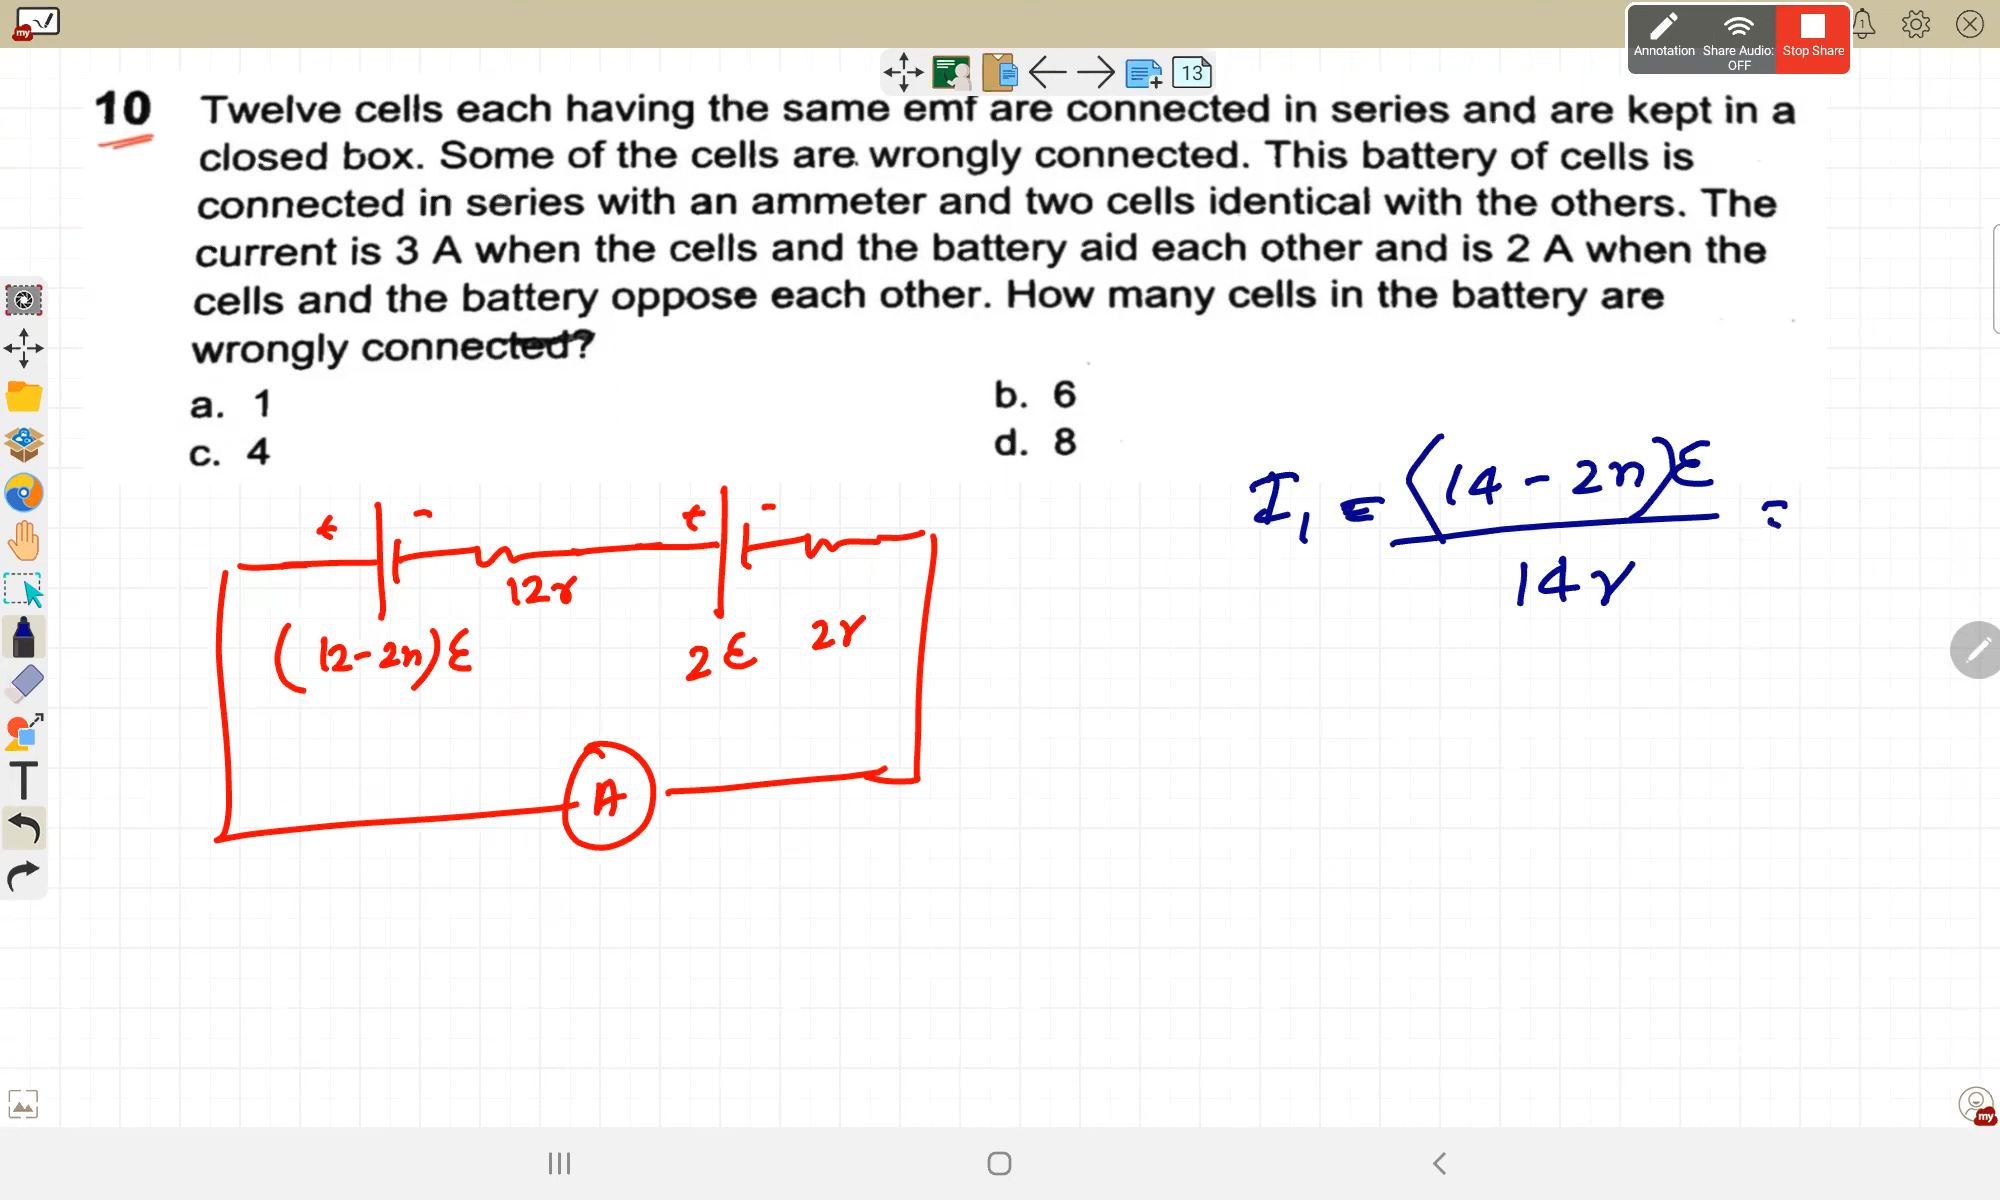 my
Annotation
Share Audio: OFF
Stop Share
1
13
10 Twelve cells each having the same emf are connected in series and are kept in a
closed box. Some of the cells are wrongly connected. This battery of cells is
connected in series with an ammeter and two cells identical with the others. The
current is 3 A when the cells and the battery aid each other and is 2 A when the
cells and the battery oppose each other. How many cells in the battery are
wrongly connected?
a. 1
b. 6
c. 4
d. 8
I₁ = (14 - 2n)ε =
14r
+ - + -
12r
(12-2n)ε
2ε
2r
A
T
my